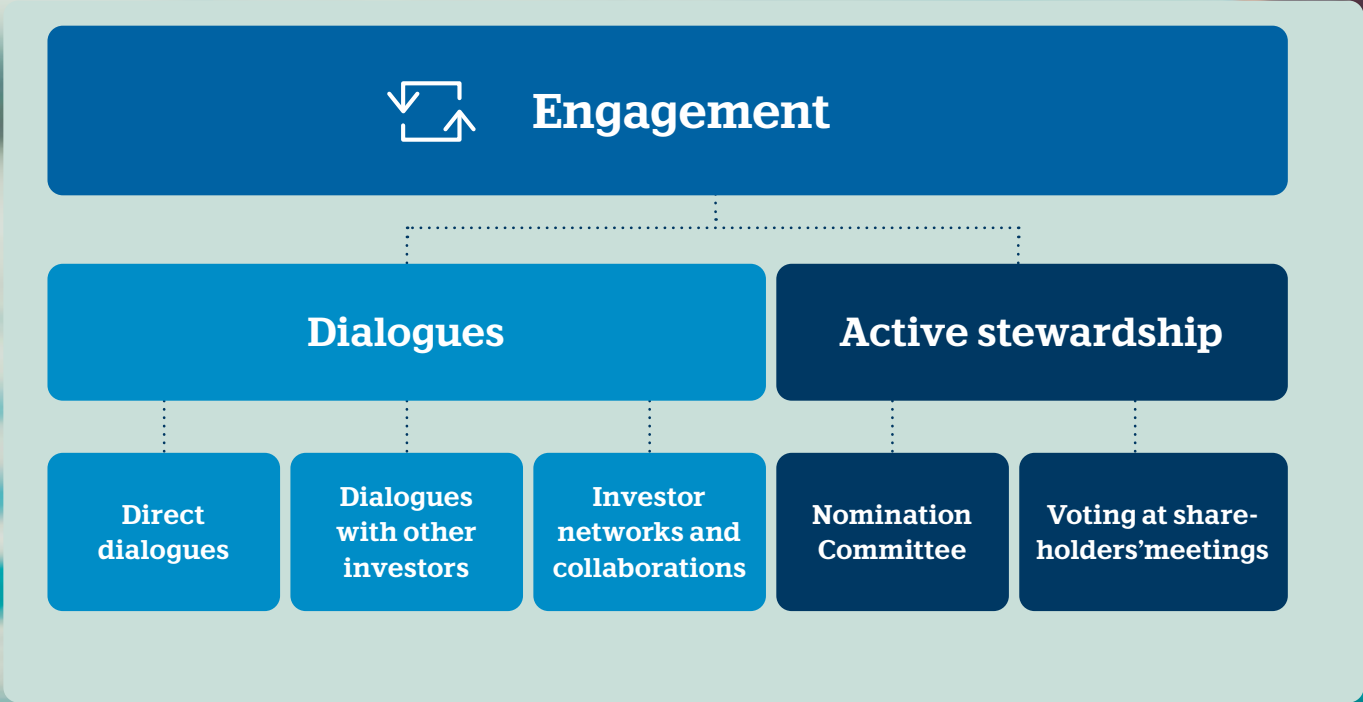 Engagement
Dialogues
Active stewardship
Direct
dialogues
Dialogues
with other
investors
Investor
networks and
collaborations
Nomination
Committee
Voting at share-
holders’meetings